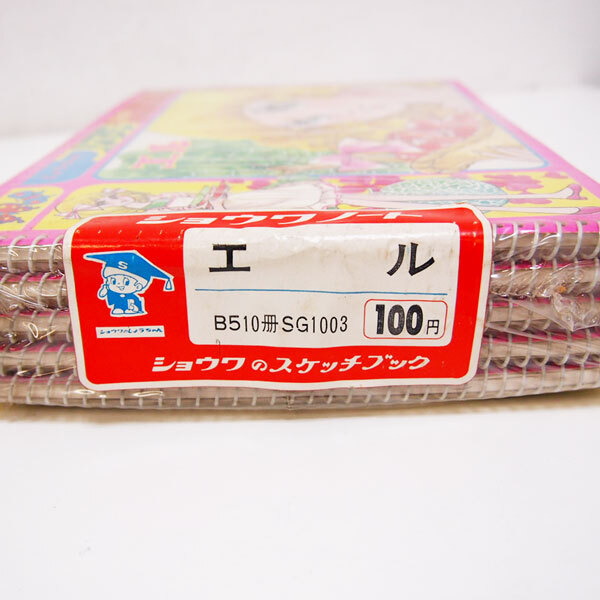 ショウワノート
エル
B510冊SG1003 100円
ショウワのしょうちゃん
ショウワのスケッチブック
S